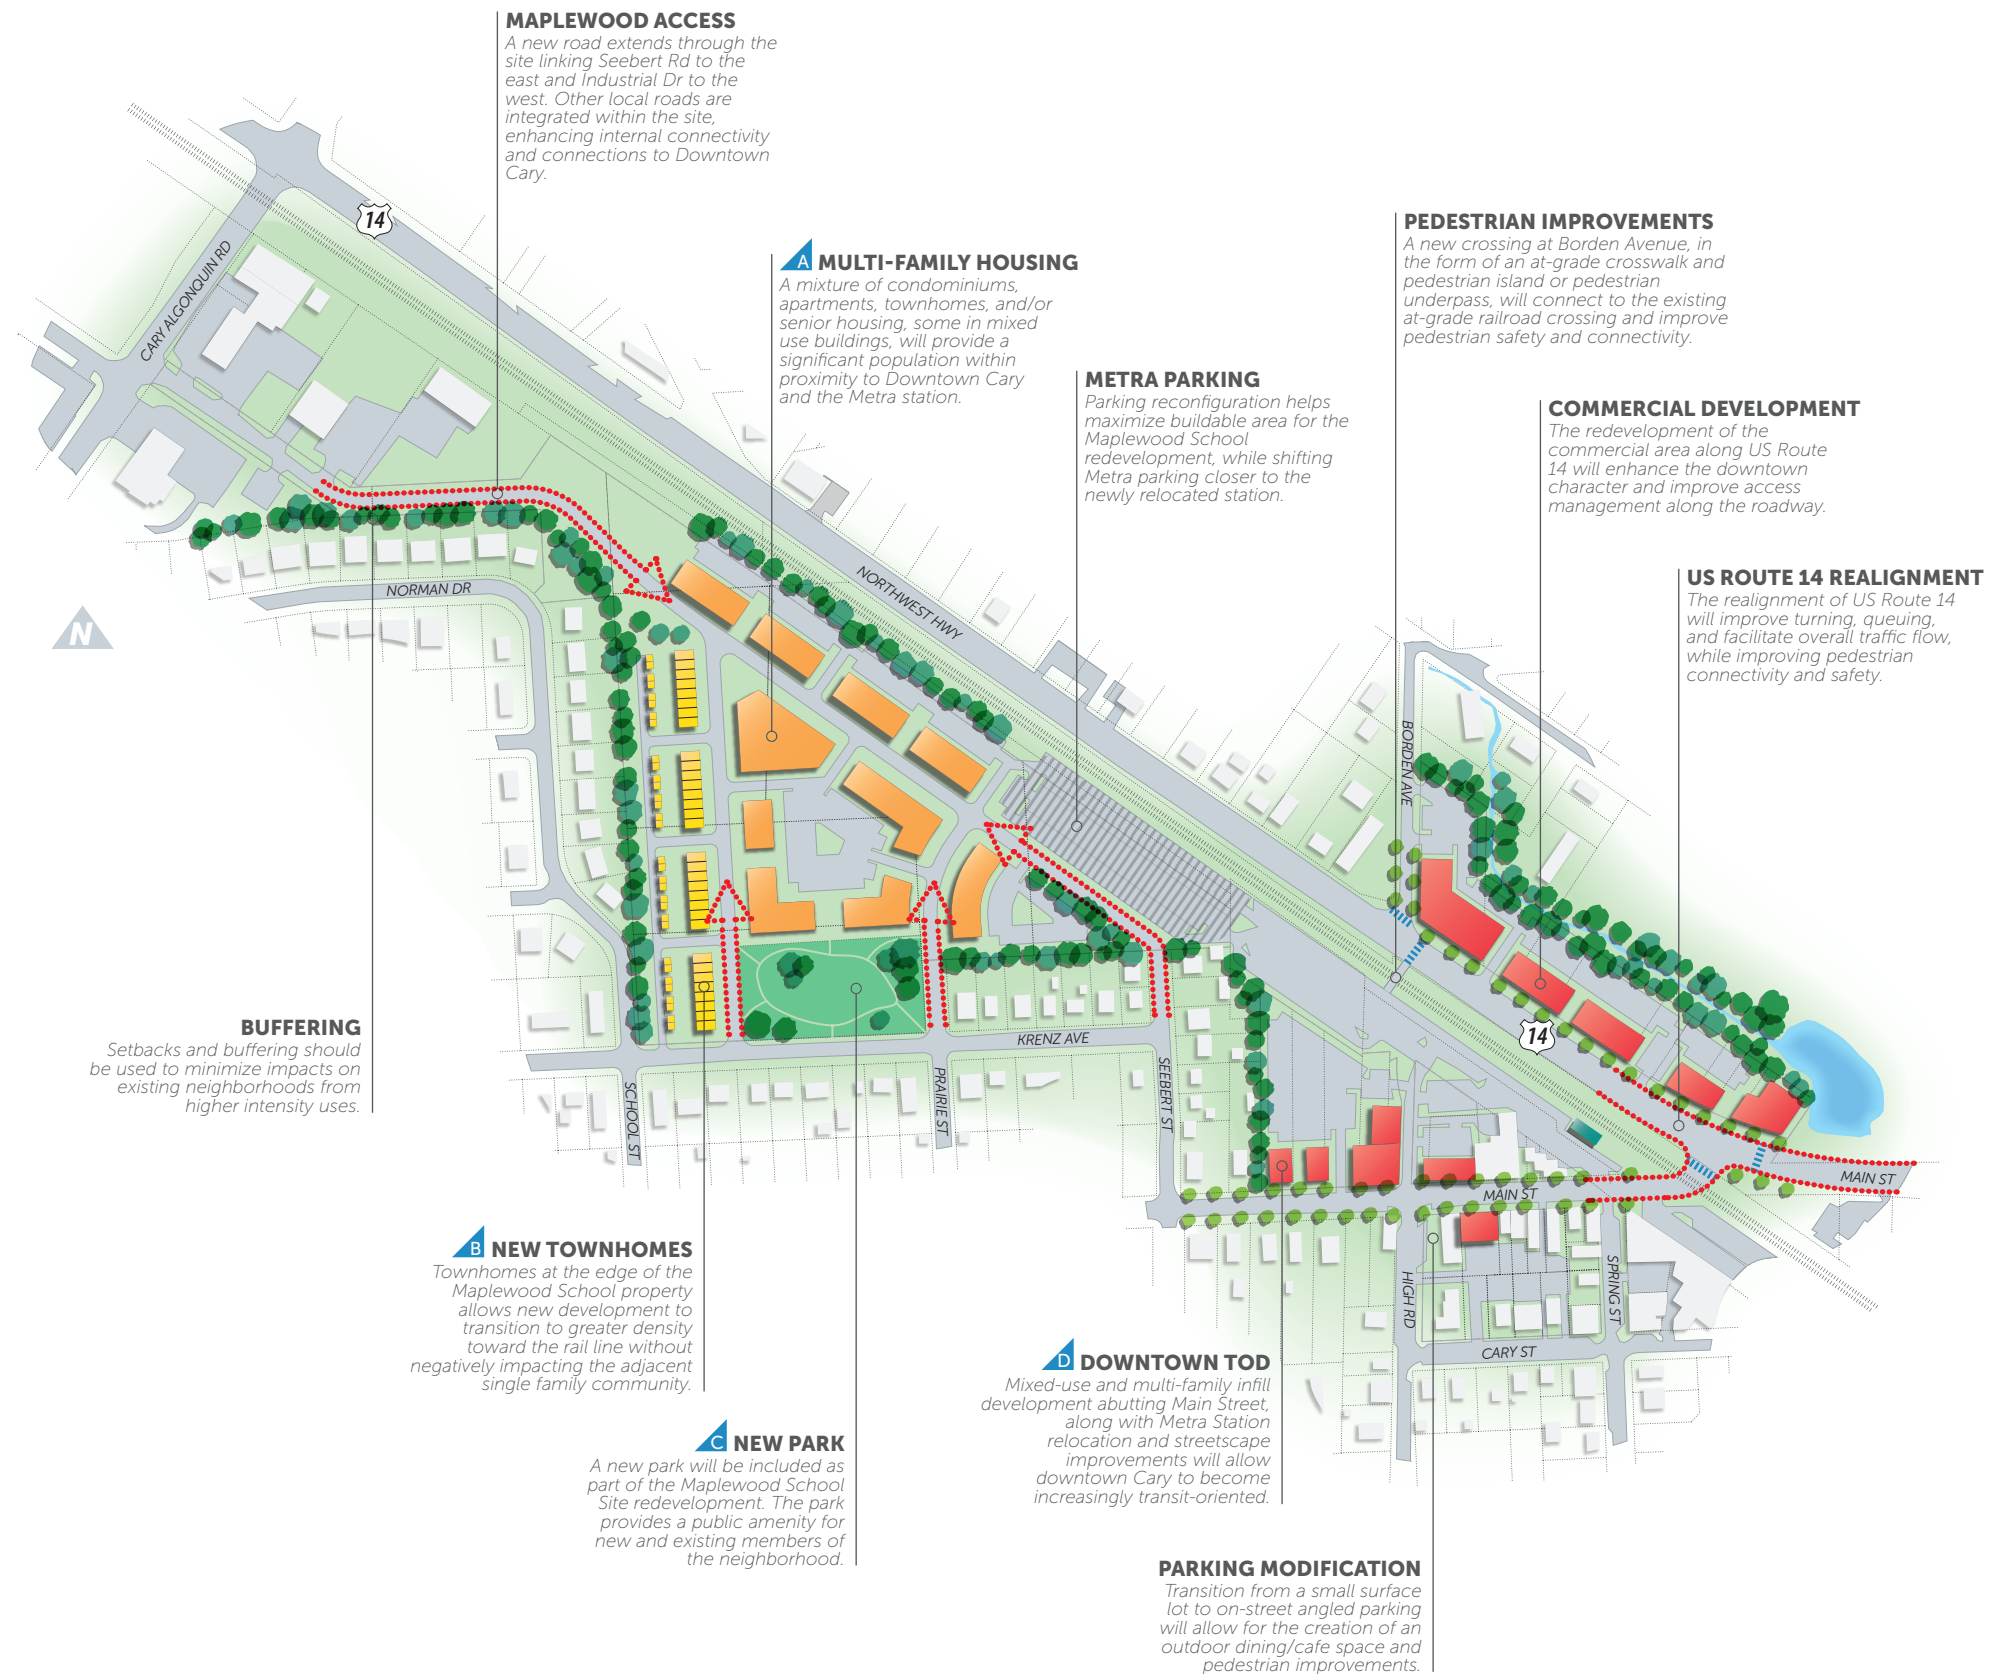 MAPLEWOOD ACCESS
A new road extends through the
site linking Seebert Rd to the
east and Industrial Dr to the
west. Other local roads are
integrated within the site,
enhancing internal connectivity
and connections to Downtown
Cary.
14
CARY ALGONQUIN RD
A MULTI-FAMILY HOUSING
A mixture of condominiums,
apartments, townhomes, and/or
senior housing, some in mixed
use buildings, will provide a
significant population within
proximity to Downtown Cary
and the Metra station.
METRA PARKING
Parking reconfiguration helps
maximize buildable area for the
Maplewood School
redevelopment, while shifting
Metra parking closer to the
newly relocated station.
PEDESTRIAN IMPROVEMENTS
A new crossing at Borden Avenue, in
the form of an at-grade crosswalk and
pedestrian island or pedestrian
underpass, will connect to the existing
at-grade railroad crossing and improve
pedestrian safety and connectivity.
COMMERCIAL DEVELOPMENT
The redevelopment of the
commercial area along US Route
14 will enhance the downtown
character and improve access
management along the roadway.
US ROUTE 14 REALIGNMENT
The realignment of US Route 14
will improve turning, queuing,
and facilitate overall traffic flow,
while improving pedestrian
connectivity and safety.
NORMAN DR
NORTHWEST HWY
N
BORDEN AVE
BUFFERING
Setbacks and buffering should
be used to minimize impacts on
existing neighborhoods from
higher intensity uses.
14
KRENZ AVE
SCHOOL ST
PRAIRIE ST
SEEBERT ST
MAIN ST
MAIN ST
HIGH RD
SPRING ST
CARY ST
B NEW TOWNHOMES
Townhomes at the edge of the
Maplewood School property
allows new development to
transition to greater density
toward the rail line without
negatively impacting the adjacent
single family community.
C NEW PARK
A new park will be included as
part of the Maplewood School
Site redevelopment. The park
provides a public amenity for
new and existing members of
the neighborhood.
D DOWNTOWN TOD
Mixed-use and multi-family infill
development abutting Main Street,
along with Metra Station
relocation and streetscape
improvements will allow
downtown Cary to become
increasingly transit-oriented.
PARKING MODIFICATION
Transition from a small surface
lot to on-street angled parking
will allow for the creation of an
outdoor dining/cafe space and
pedestrian improvements.